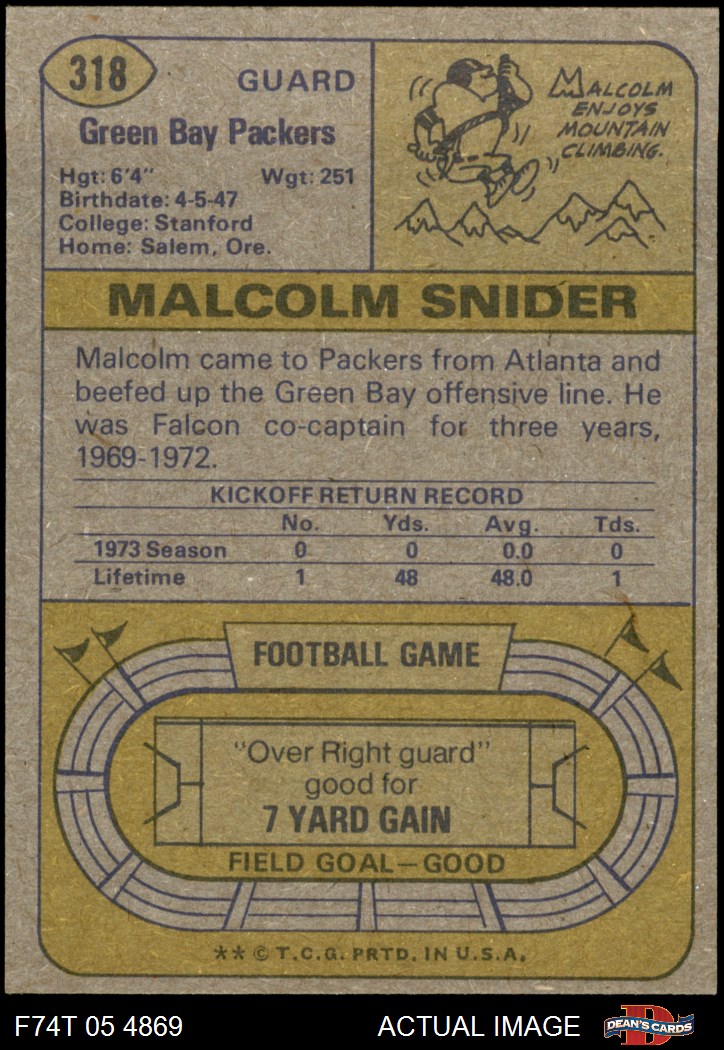 318
GUARD
Green Bay Packers
Hgt: 6'4" Wgt: 251
Birthdate: 4-5-47
College: Stanford
Home: Salem, Ore.
MALCOLM
ENJOYS
MOUNTAIN
CLIMBING.
MALCOLM SNIDER
Malcolm came to Packers from Atlanta and
beefed up the Green Bay offensive line. He
was Falcon co-captain for three years,
1969-1972.
KICKOFF RETURN RECORD
No. Yds. Avg. Tds.
1973 Season 0 0 0.0 0
Lifetime 1 48 48.0 1
FOOTBALL GAME
"Over Right guard"
good for
7 YARD GAIN
FIELD GOAL—GOOD
** © T.C.G. PRTD. IN U.S.A.
F74T 05 4869 ACTUAL IMAGE
D
DEAN'S CARDS